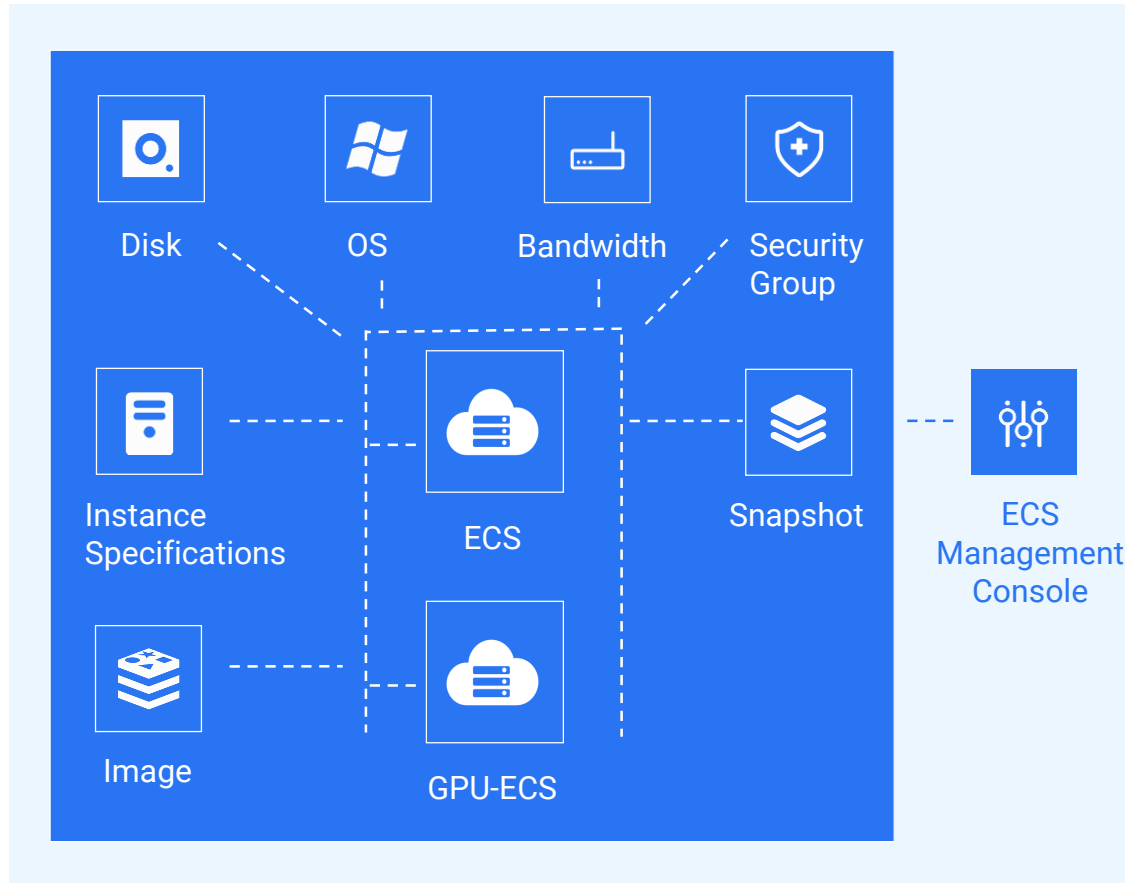 Disk
OS
Bandwidth
Security
Group
Instance
Specifications
ECS
Snapshot
ECS
Management
Console
Image
GPU-ECS